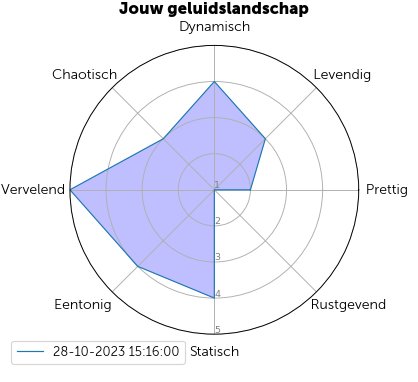 Jouw geluidslandschap
Dynamisch
Chaotisch
Levendig
Vervelend
1
Prettig
2
3
Eentonig
4
Rustgevend
5
28-10-2023 15:16:00
Statisch